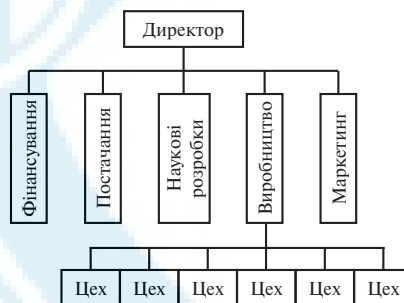 Директор
Фінансування
Постачання
Наукові
розробки
Виробництво
Маркетинг
Цех Цех Цех Цех Цех Цех